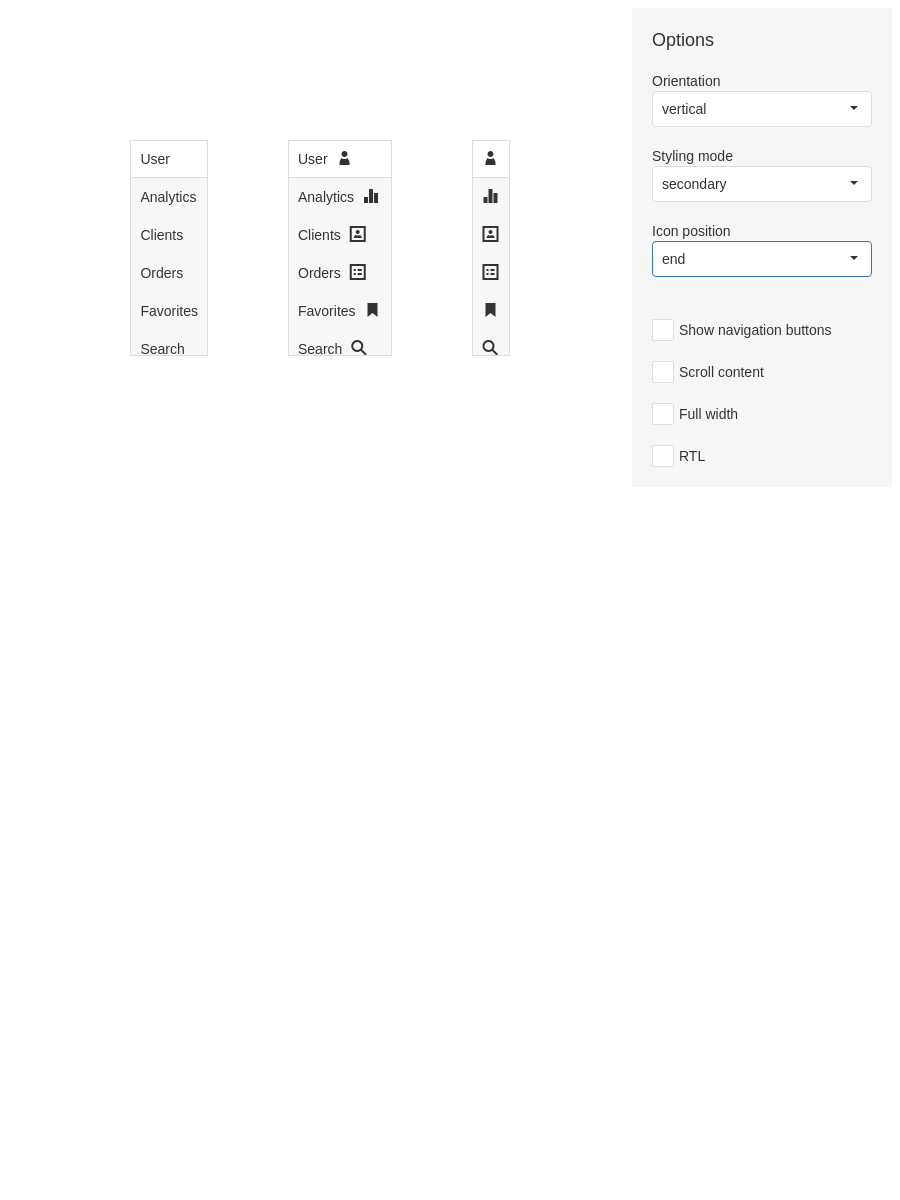 User
Analytics
Clients
Orders
Favorites
Search
User
Analytics
Clients
Orders
Favorites
Search
Options
Orientation
vertical
Styling mode
secondary
Icon position
end
Show navigation buttons
Scroll content
Full width
RTL